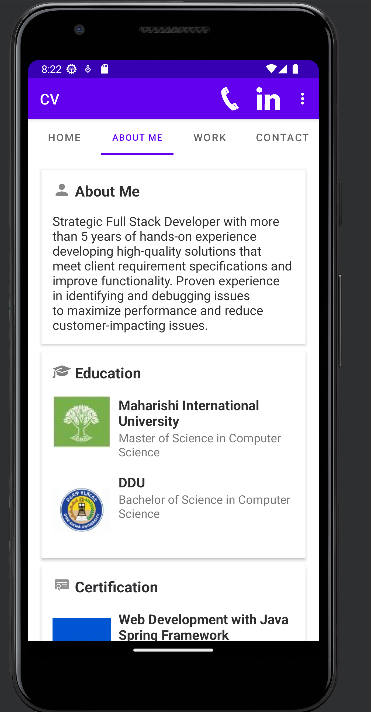 8:22
CV
in
HOME ABOUT ME WORK CONTACT
About Me
Strategic Full Stack Developer with more
than 5 years of hands-on experience
developing high-quality solutions that
meet client requirement specifications and
improve functionality. Proven experience
in identifying and debugging issues
to maximize performance and reduce
customer-impacting issues.
Education
Maharishi International
University
Master of Science in Computer
Science
DDU
Bachelor of Science in Computer
Science
Certification
Web Development with Java
Spring Framework